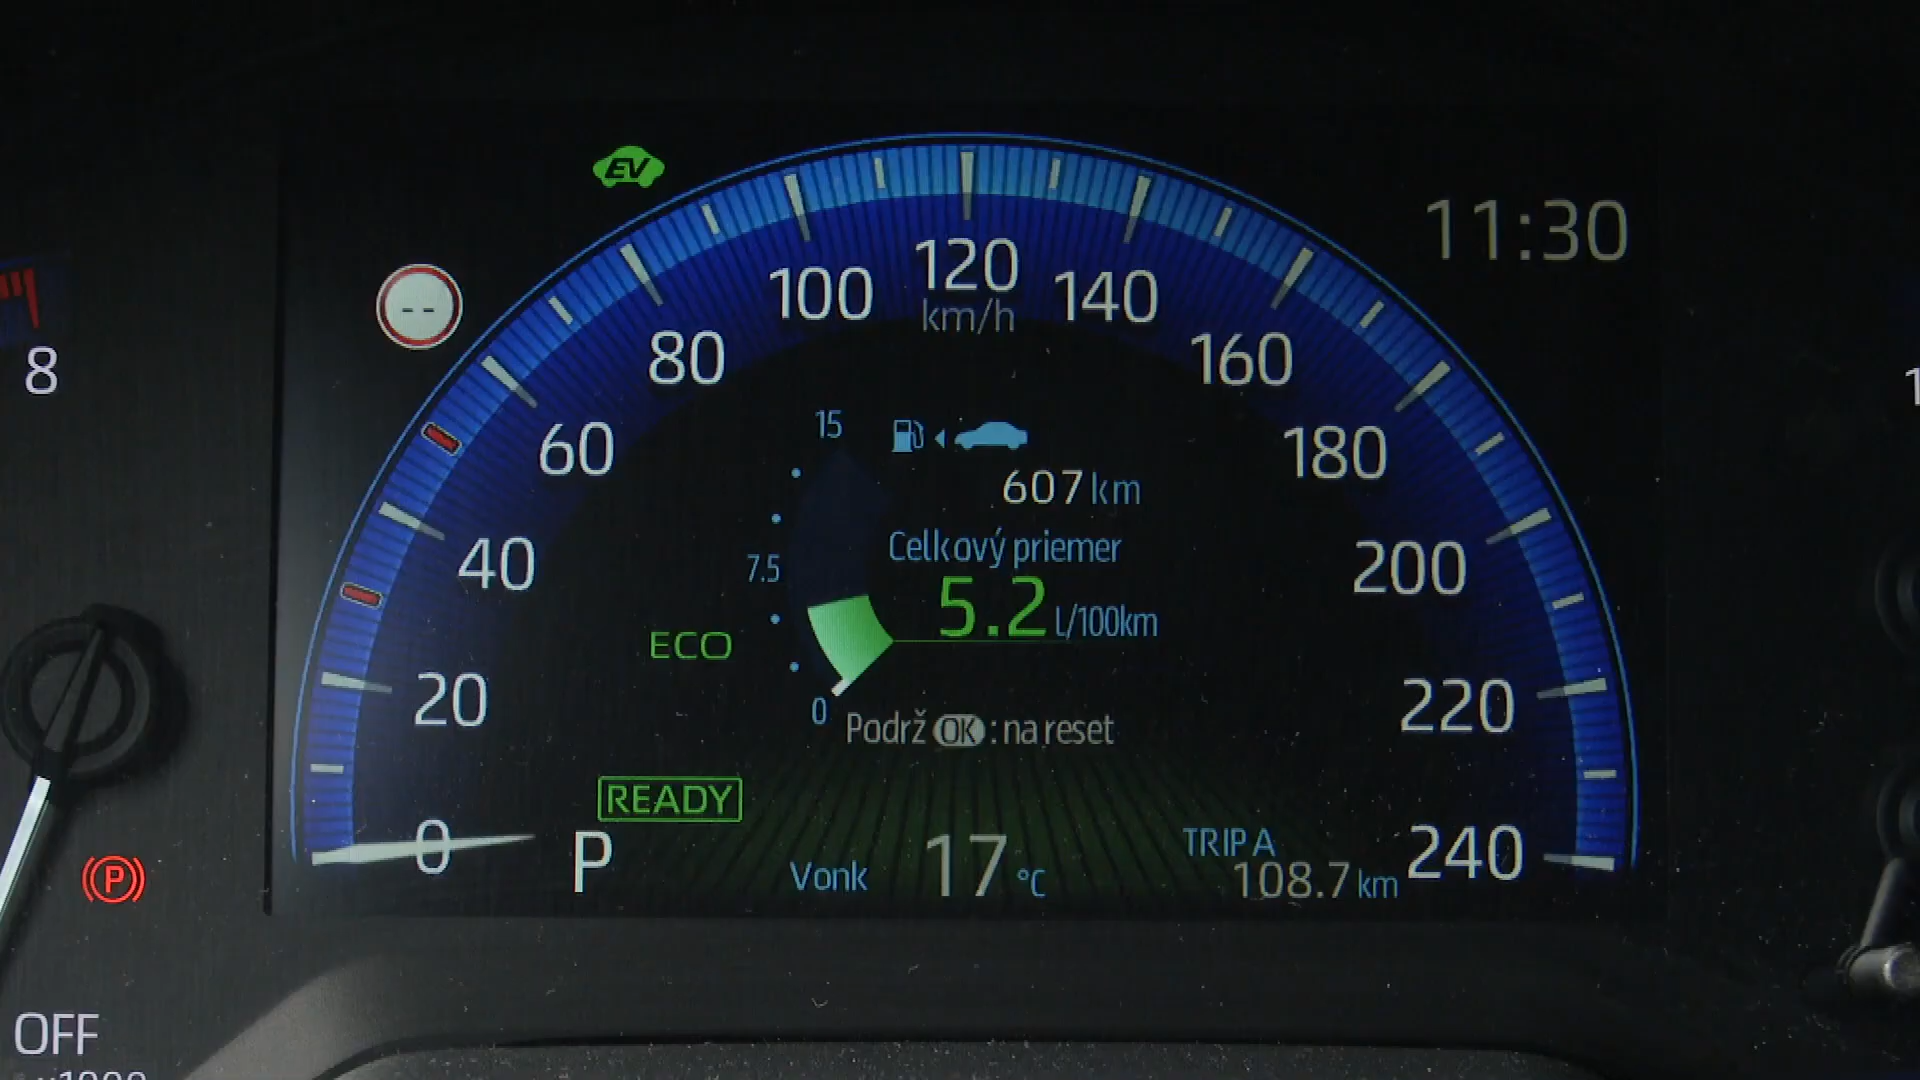 EV
11:30
--
8
120
km/h
100
140
80
160
60
180
40
200
20
220
0
240
15
607 km
Celkový priemer
7.5
5.2 L/100km
ECO
0
Podrž OK : na reset
READY
P
Vonk 17 °C
TRIP A
108.7 km
P
OFF